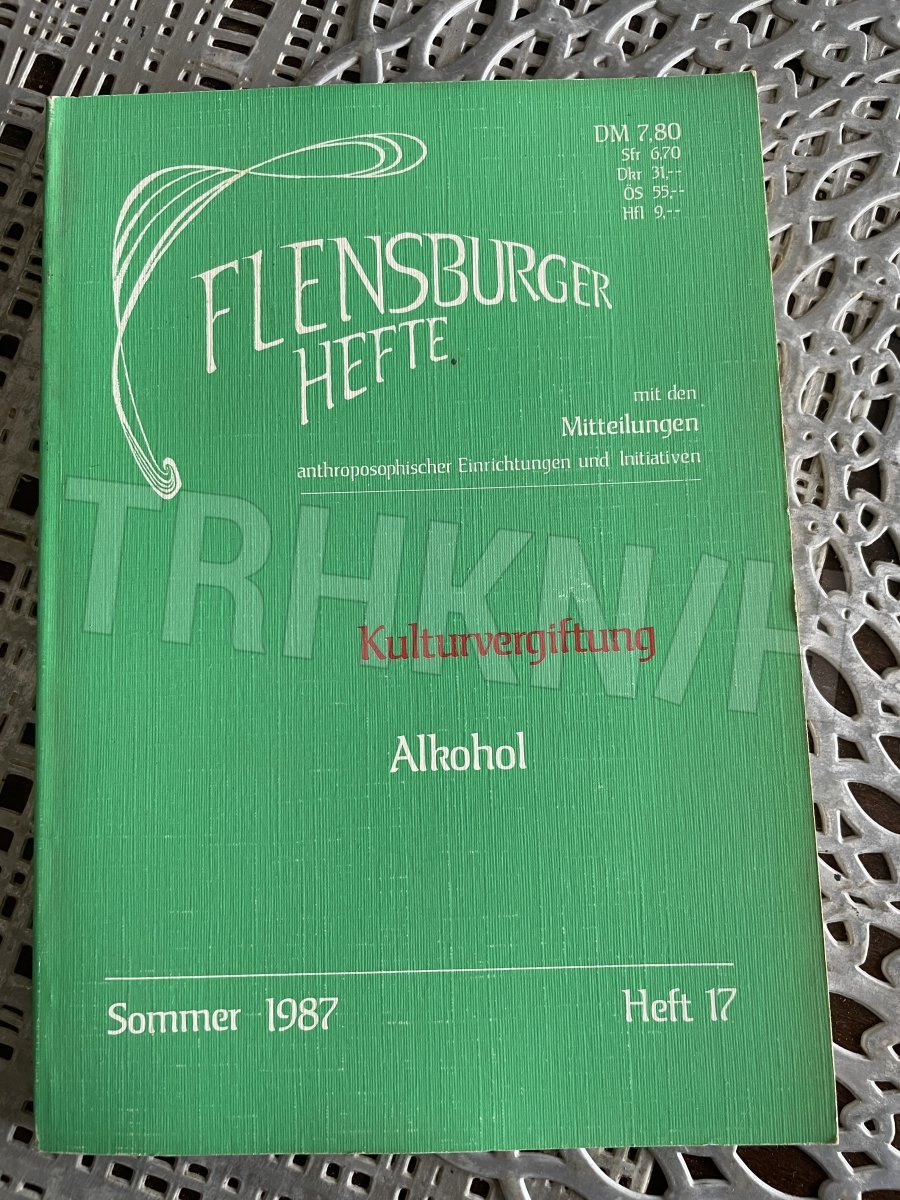 DM 7,80
Sfr 6,70
Dkr 31,--
ÖS 55,--
Hfl 9,--
FLENSBURGER
HEFTE
mit den
Mitteilungen
anthroposophischer Einrichtungen und Initiativen
TRHKN/H
Kulturvergiftung
Alkohol
Sommer 1987
Heft 17